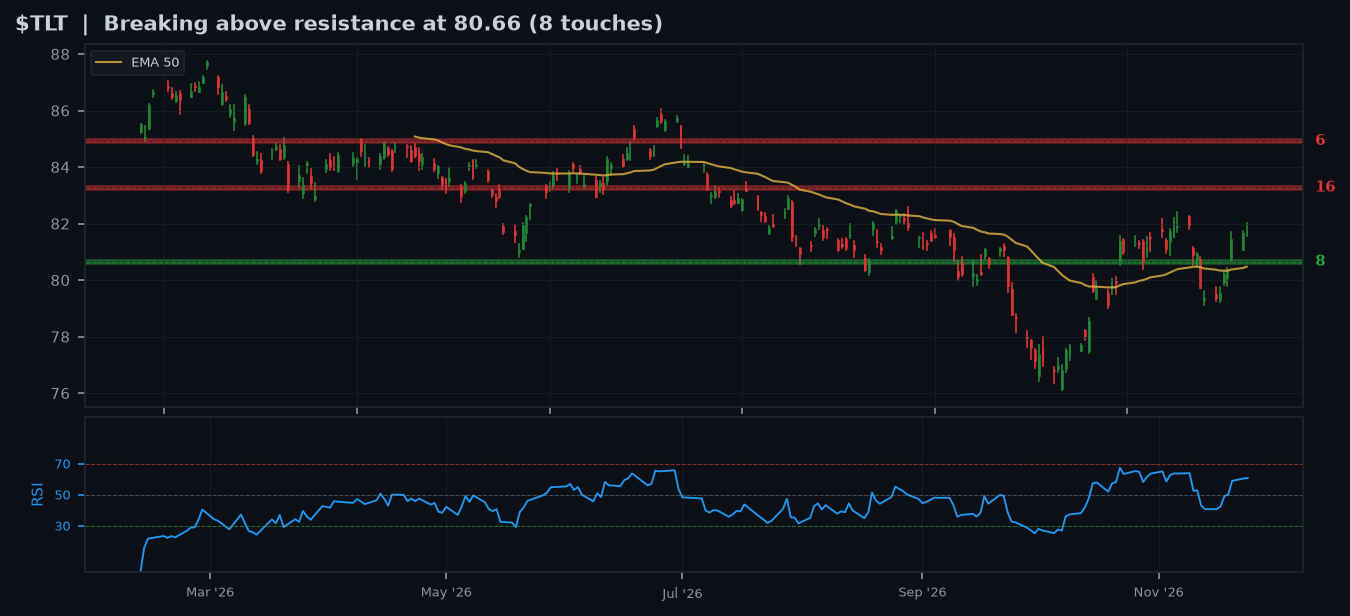 $TLT | Breaking above resistance at 80.66 (8 touches)
EMA 50
88
86
84
82
80
78
76
6
16
8
RSI
70
50
30
Mar '26
May '26
Jul '26
Sep '26
Nov '26